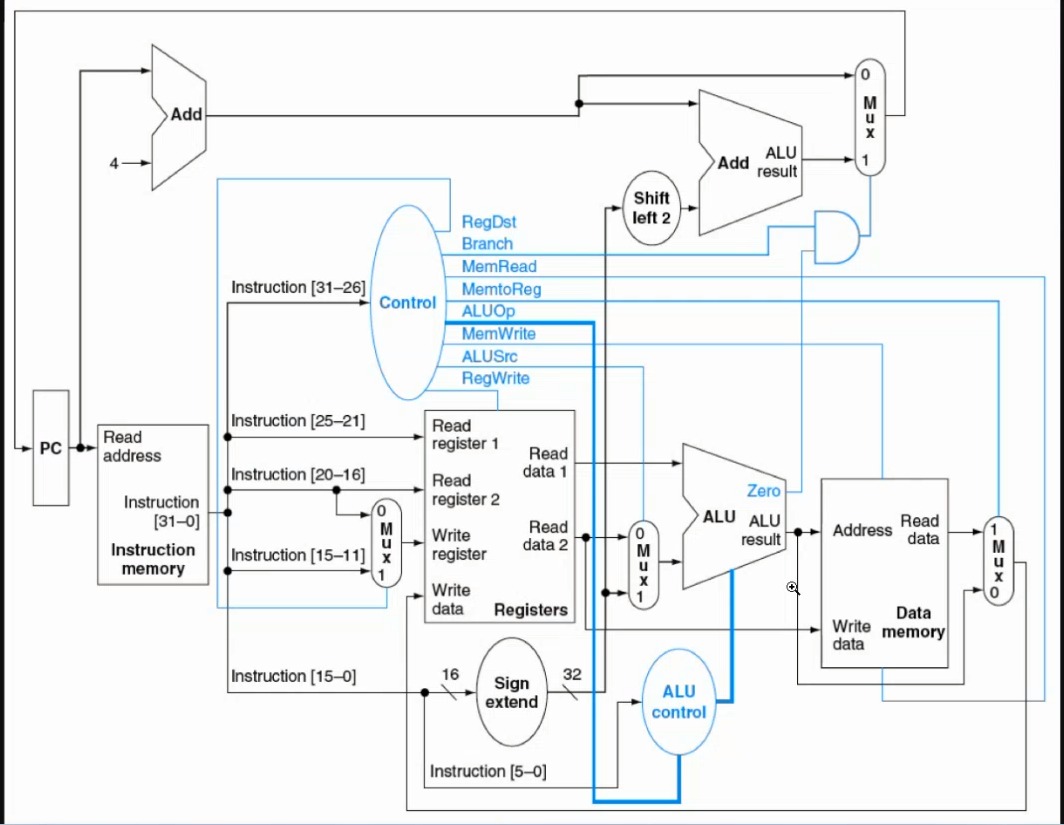 0
M
u
x
1
Add
4
Add
ALU
result
Shift
left 2
RegDst
Branch
MemRead
MemtoReg
ALUOp
MemWrite
ALUSrc
RegWrite
Control
Instruction [31–26]
Instruction [25–21]
Instruction [20–16]
Instruction [15–11]
Instruction [15–0]
PC
Read
address
Instruction
[31–0]
Instruction
memory
0
M
u
x
1
Read
register 1
Read
register 2
Write
register
Write
data
Read
data 1
Read
data 2
Registers
0
M
u
x
1
Zero
ALU
ALU
result
Address
Read
data
Write
data
Data
memory
1
M
u
x
0
16
Sign
extend
32
ALU
control
Instruction [5–0]